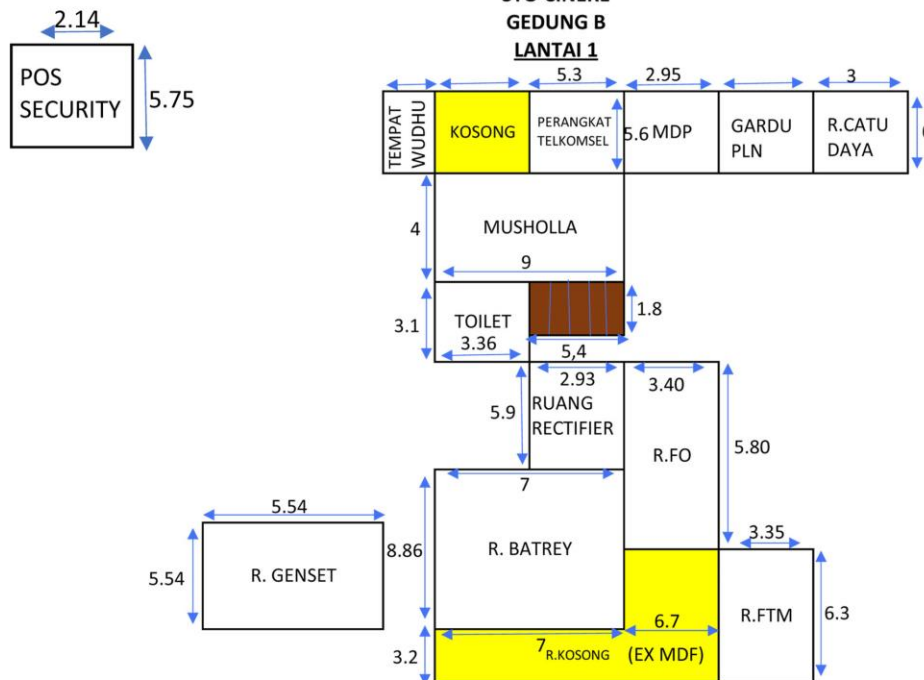 GEDUNG B
LANTAI 1
2.14
POS
SECURITY
5.75
5.3
2.95
3
TEMPAT
WUDHU
KOSONG
PERANGKAT
TELKOMSEL
5.6
MDP
GARDU
PLN
R.CATU
DAYA
4
MUSHOLLA
9
3.1
TOILET
3.36
1.8
5,4
2.93
3.40
5.9
RUANG
RECTIFIER
R.FO
5.80
7
3.35
5.54
5.54
R. GENSET
8.86
R. BATREY
R.FTM
6.3
6.7
3.2
7
R.KOSONG
(EX MDF)